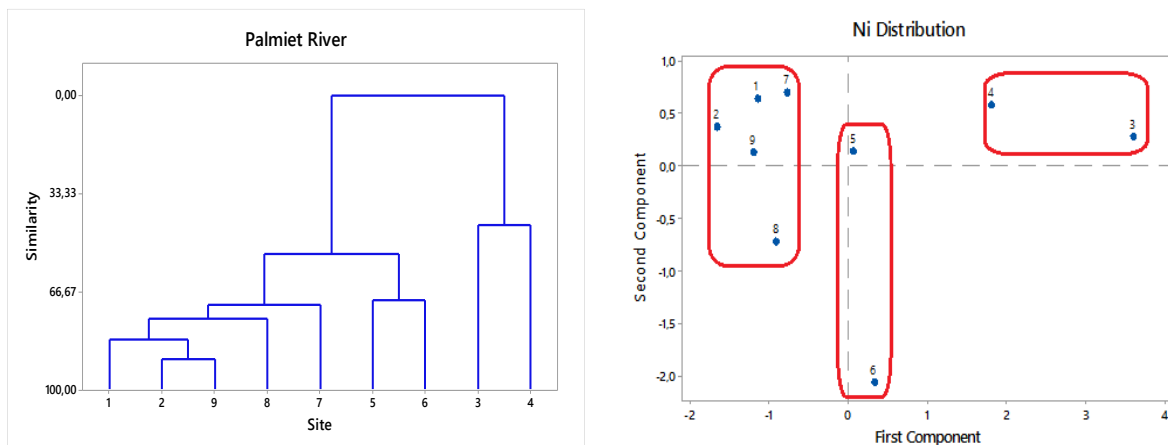 Palmiet River
0,00
33,33
66,67
100,00
Similarity
1 2 9 8 7 5 6 3 4
Site
Ni Distribution
1,0
0,5
0,0
-0,5
-1,0
-1,5
-2,0
Second Component
1 7
2
9
8
5
6
4
3
-2 -1 0 1 2 3 4
First Component